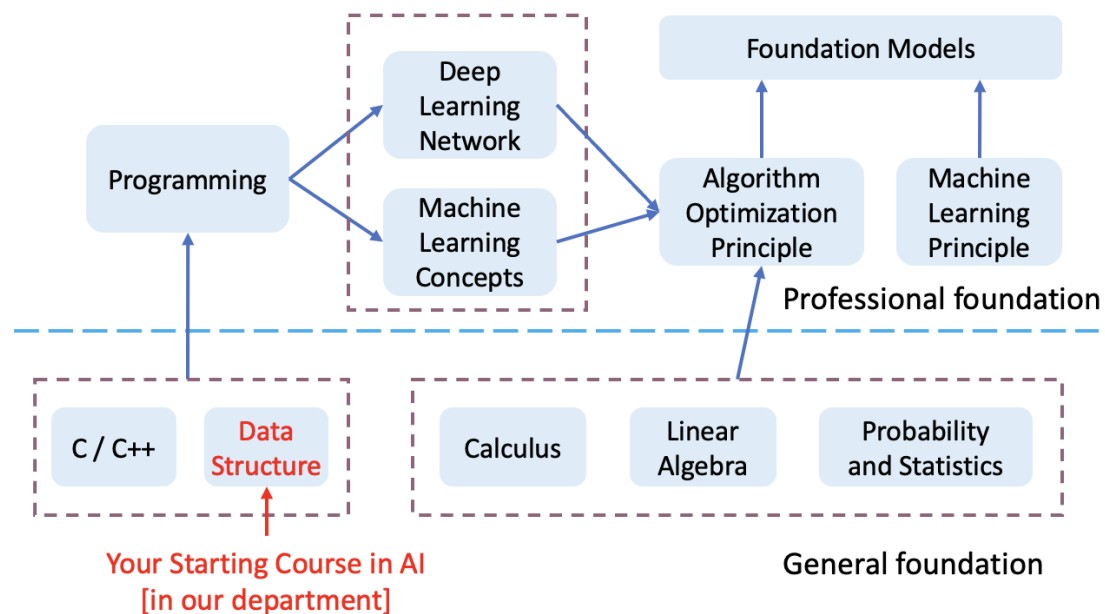 Foundation Models
Deep
Learning
Network
Programming
Machine
Learning
Concepts
Algorithm
Optimization
Principle
Machine
Learning
Principle
Professional foundation
C / C++
Data
Structure
Calculus
Linear
Algebra
Probability
and Statistics
Your Starting Course in AI
[in our department]
General foundation